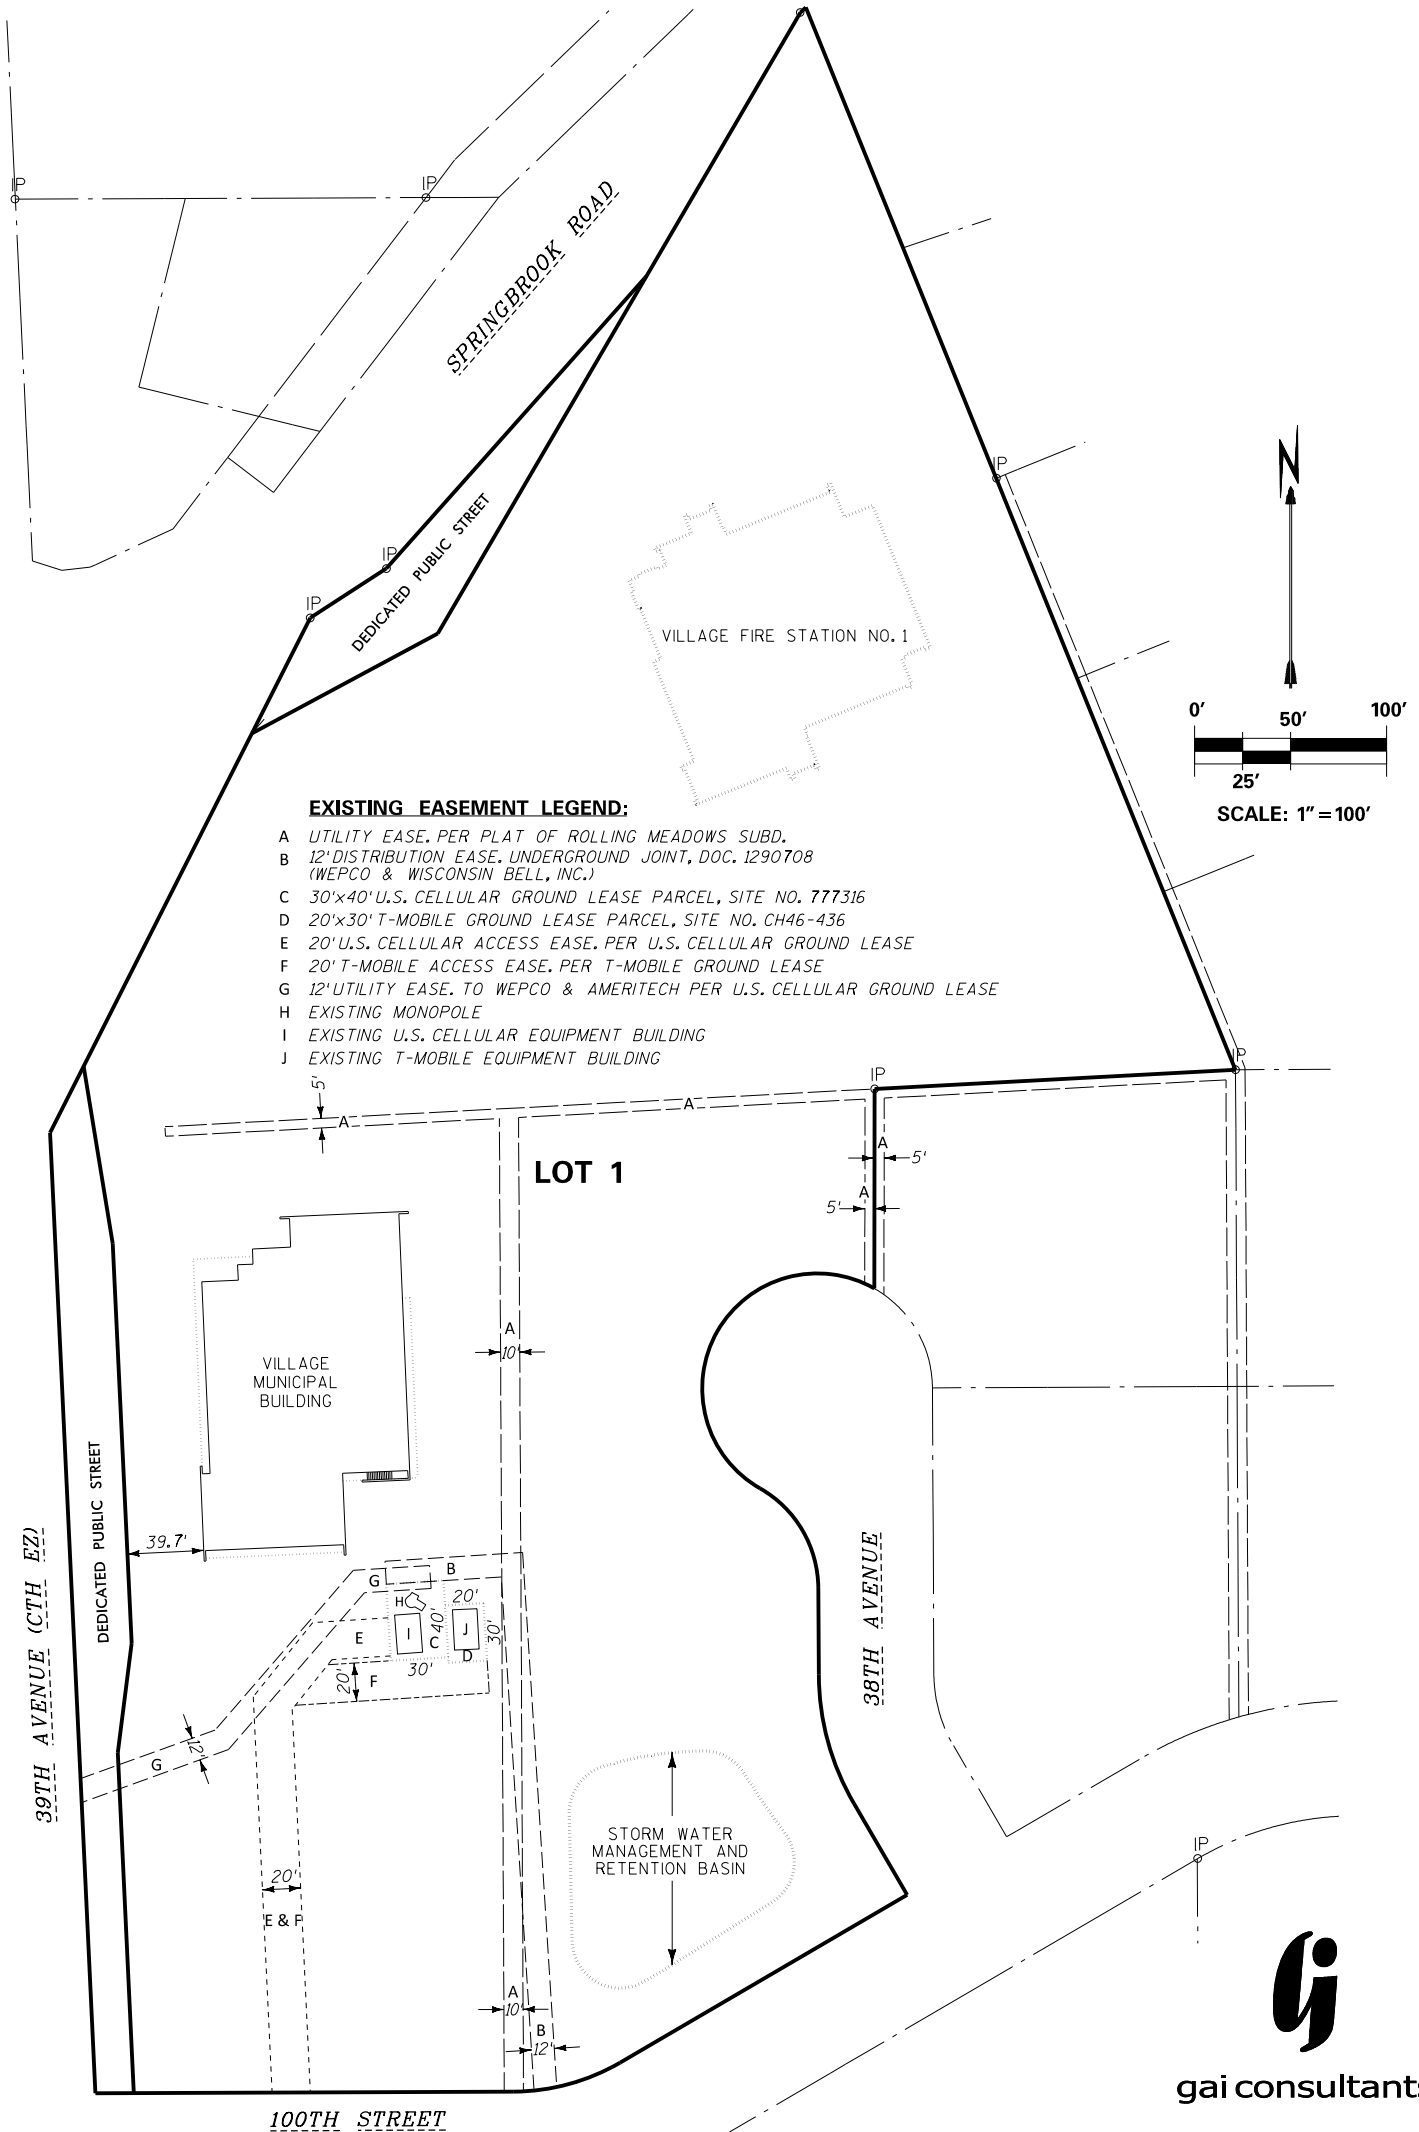 IP
IP
SPRINGBROOK ROAD
IP
N
IP
IP
DEDICATED PUBLIC STREET
VILLAGE FIRE STATION NO. 1
0' 50' 100'
25'
SCALE: 1" = 100'
EXISTING EASEMENT LEGEND:
A UTILITY EASE. PER PLAT OF ROLLING MEADOWS SUBD.
B 12' DISTRIBUTION EASE. UNDERGROUND JOINT, DOC. 1290708
(WEPCO & WISCONSIN BELL, INC.)
C 30'x40' U.S. CELLULAR GROUND LEASE PARCEL, SITE NO. 777316
D 20'x30' T-MOBILE GROUND LEASE PARCEL, SITE NO. CH46-436
E 20' U.S. CELLULAR ACCESS EASE. PER U.S. CELLULAR GROUND LEASE
F 20' T-MOBILE ACCESS EASE. PER T-MOBILE GROUND LEASE
G 12' UTILITY EASE. TO WEPCO & AMERITECH PER U.S. CELLULAR GROUND LEASE
H EXISTING MONOPOLE
I EXISTING U.S. CELLULAR EQUIPMENT BUILDING
J EXISTING T-MOBILE EQUIPMENT BUILDING
IP
IP
5'
A
A
A
5'
LOT 1
A
5'
A
10'
VILLAGE
MUNICIPAL
BUILDING
DEDICATED PUBLIC STREET
39TH AVENUE (CTH EZ)
39.7'
38TH AVENUE
B
G
H
20'
40'
I
C
J
30'
E
D
30'
20'
F
12'
G
STORM WATER
MANAGEMENT AND
RETENTION BASIN
IP
20'
E & F
A
10'
B
12'
gai consultants
100TH STREET